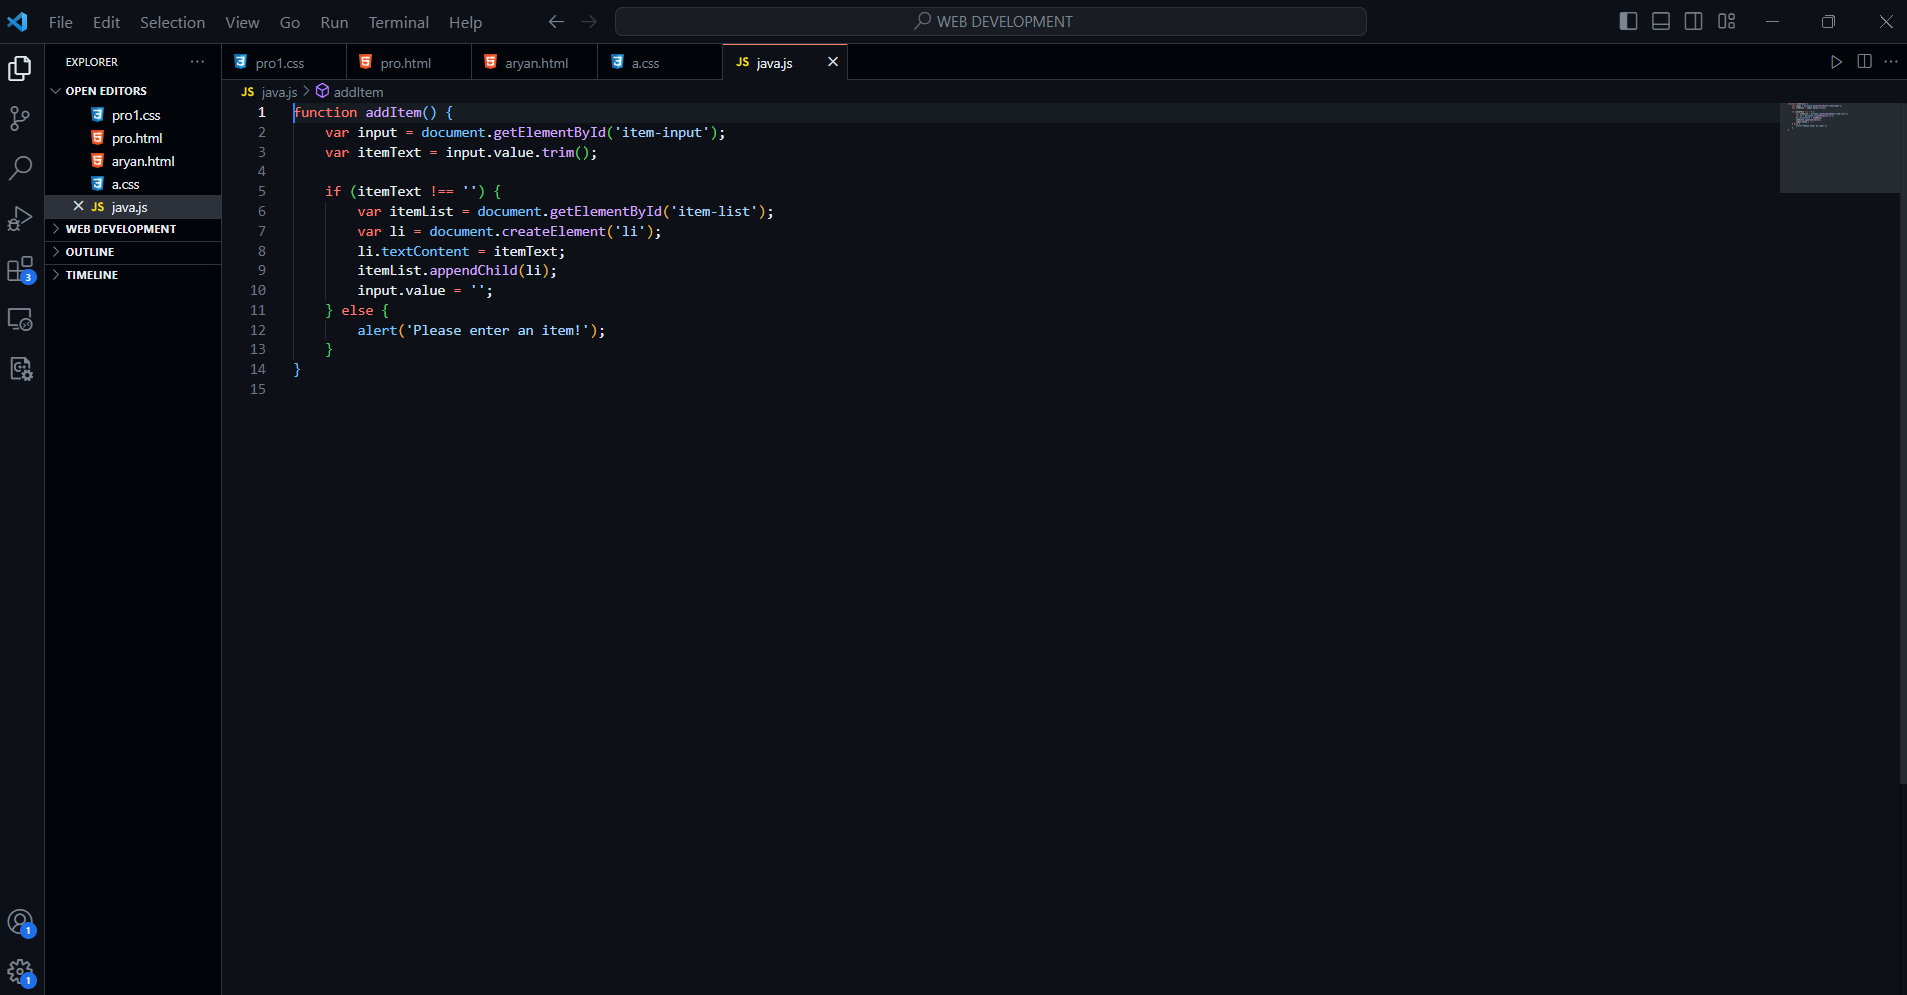 File Edit Selection View Go Run Terminal Help
WEB DEVELOPMENT
EXPLORER
OPEN EDITORS
pro1.css
pro.html
aryan.html
a.css
JS java.js
WEB DEVELOPMENT
OUTLINE
TIMELINE
3
1
1
pro1.css pro.html aryan.html a.css JS java.js
JS java.js > addItem
1 function addItem() {
2     var input = document.getElementById('item-input');
3     var itemText = input.value.trim();
4
5     if (itemText !== '') {
6         var itemList = document.getElementById('item-list');
7         var li = document.createElement('li');
8         li.textContent = itemText;
9         itemList.appendChild(li);
10         input.value = '';
11     } else {
12         alert('Please enter an item!');
13     }
14 }
15